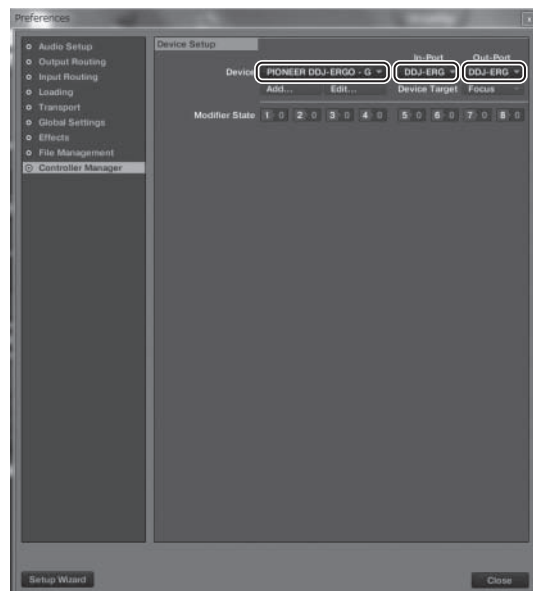 Preferences
Audio Setup
Output Routing
Input Routing
Loading
Transport
Global Settings
Effects
File Management
Controller Manager
Device Setup
In-Port Out-Port
Device PIONEER DDJ-ERGO - G DDJ-ERG DDJ-ERG
Add... Edit... Device Target Focus
Modifier State 1 0 2 0 3 0 4 0 5 0 6 0 7 0 8 0
Setup Wizard
Close